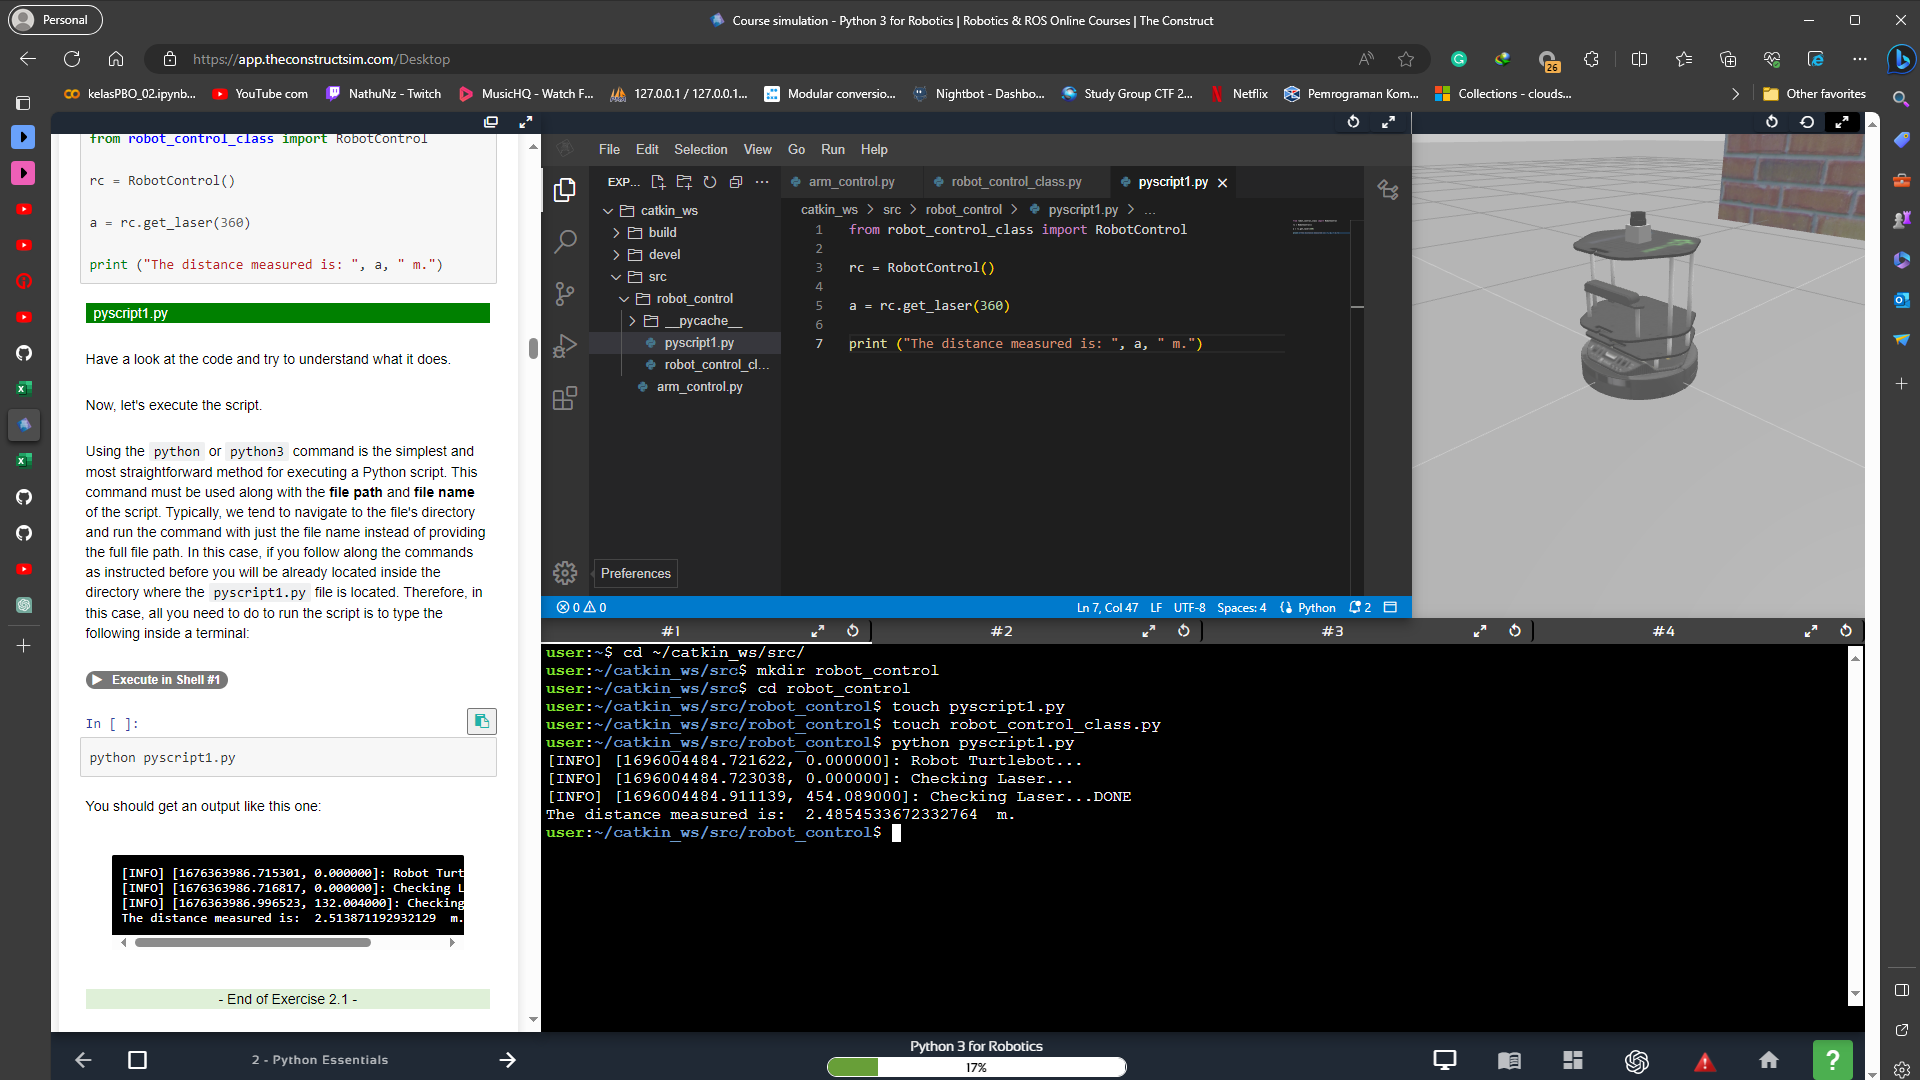 Personal
Course simulation - Python 3 for Robotics | Robotics & ROS Online Courses | The Construct
https://app.theconstructsim.com/Desktop
26
kelasPBO_02.ipynb...
YouTube com
NathuNz - Twitch
MusicHQ - Watch F...
127.0.0.1 / 127.0.0.1...
Modular conversio...
Nightbot - Dashbo...
Study Group CTF 2...
Netflix
Pemrograman Kom...
Collections - clouds...
Other favorites
from robot_control_class import RobotControl
rc = RobotControl()
a = rc.get_laser(360)
print ("The distance measured is: ", a, " m.")
pyscript1.py
Have a look at the code and try to understand what it does.
Now, let's execute the script.
Using the python or python3 command is the simplest and
most straightforward method for executing a Python script. This
command must be used along with the file path and file name
of the script. Typically, we tend to navigate to the file's directory
and run the command with just the file name instead of providing
the full file path. In this case, if you follow along the commands
as instructed before you will be already located inside the
directory where the pyscript1.py file is located. Therefore, in
this case, all you need to do to run the script is to type the
following inside a terminal:
Execute in Shell #1
In [ ]:
python pyscript1.py
You should get an output like this one:
[INFO] [1676363986.715301, 0.000000]: Robot Turt
[INFO] [1676363986.716817, 0.000000]: Checking L
[INFO] [1676363986.996523, 132.004000]: Checking
The distance measured is:  2.513871192932129  m.
- End of Exercise 2.1 -
File Edit Selection View Go Run Help
EXP...
catkin_ws
build
devel
src
robot_control
__pycache__
pyscript1.py
robot_control_cl...
arm_control.py
Preferences
arm_control.py
robot_control_class.py
pyscript1.py
catkin_ws > src > robot_control > pyscript1.py > ...
1 from robot_control_class import RobotControl
2
3 rc = RobotControl()
4
5 a = rc.get_laser(360)
6
7 print ("The distance measured is: ", a, " m.")
0 0
Ln 7, Col 47 LF UTF-8 Spaces: 4 Python 2
#1
#2
#3
#4
user:~$ cd ~/catkin_ws/src/
user:~/catkin_ws/src$ mkdir robot_control
user:~/catkin_ws/src$ cd robot_control
user:~/catkin_ws/src/robot_control$ touch pyscript1.py
user:~/catkin_ws/src/robot_control$ touch robot_control_class.py
user:~/catkin_ws/src/robot_control$ python pyscript1.py
[INFO] [1696004484.721622, 0.000000]: Robot Turtlebot...
[INFO] [1696004484.723038, 0.000000]: Checking Laser...
[INFO] [1696004484.911139, 454.089000]: Checking Laser...DONE
The distance measured is:  2.4854533672332764  m.
user:~/catkin_ws/src/robot_control$
2 - Python Essentials
Python 3 for Robotics
17%
?